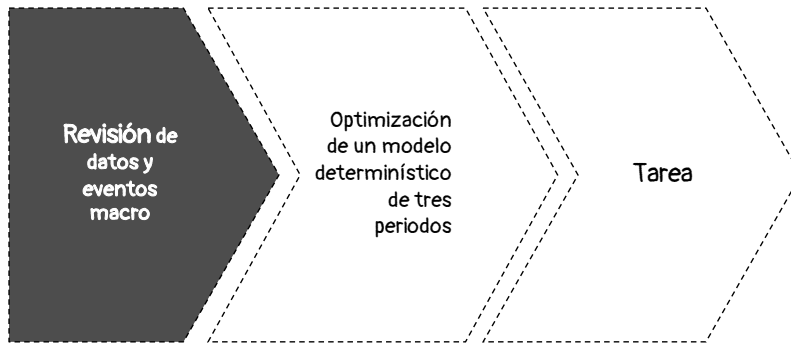 Revisión de
datos y
eventos
macro
Optimización
de un modelo
determinístico
de tres
periodos
Tarea